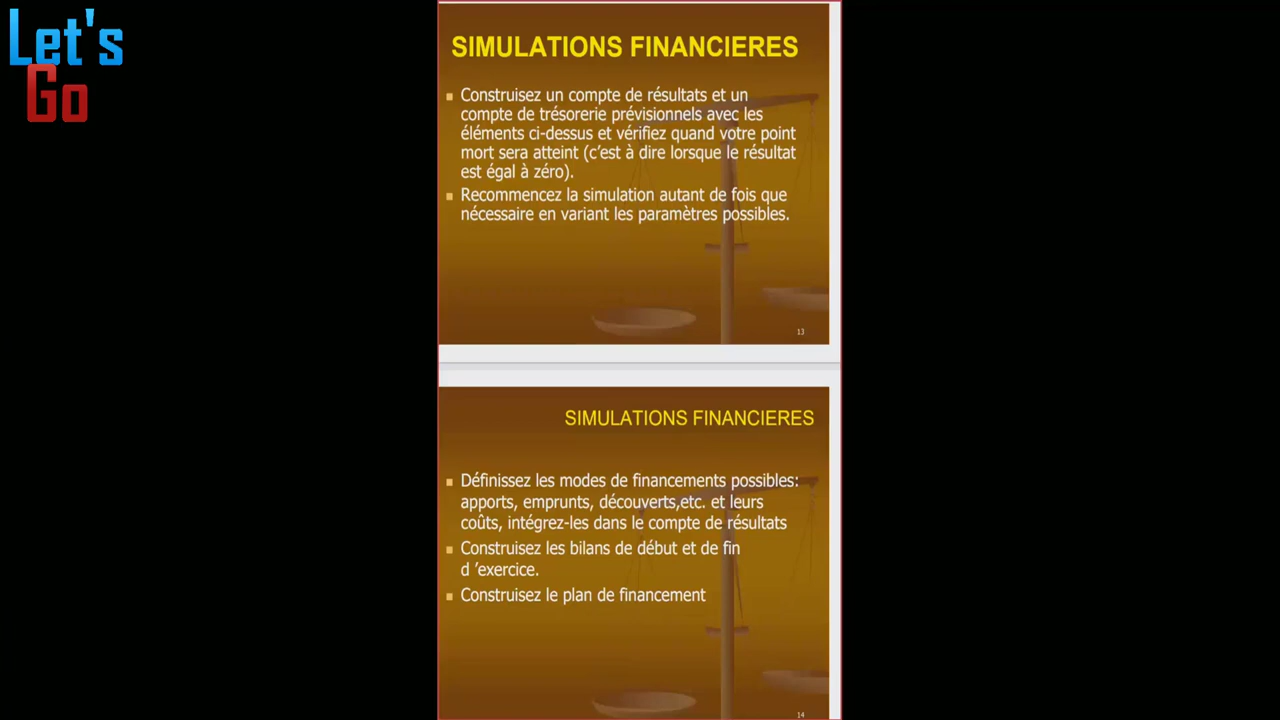 Let's
Go
SIMULATIONS FINANCIERES
Construisez un compte de résultats et un
compte de trésorerie prévisionnels avec les
éléments ci-dessus et vérifiez quand votre point
mort sera atteint (c'est à dire lorsque le résultat
est égal à zéro).
Recommencez la simulation autant de fois que
nécessaire en variant les paramètres possibles.
13
SIMULATIONS FINANCIERES
Définissez les modes de financements possibles:
apports, emprunts, découverts,etc. et leurs
coûts, intégrez-les dans le compte de résultats
Construisez les bilans de début et de fin
d 'exercice.
Construisez le plan de financement
14